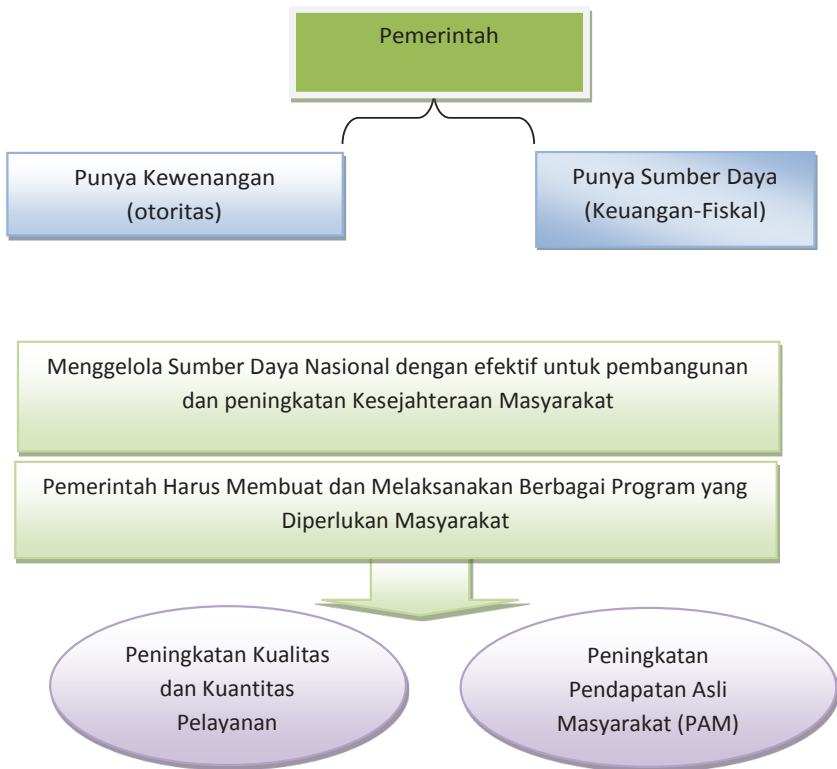 Pemerintah
Punya Kewenangan
(otoritas)
Punya Sumber Daya
(Keuangan-Fiskal)
Menggelola Sumber Daya Nasional dengan efektif untuk pembangunan
dan peningkatan Kesejahteraan Masyarakat
Pemerintah Harus Membuat dan Melaksanakan Berbagai Program yang
Diperlukan Masyarakat
Peningkatan Kualitas
dan Kuantitas
Pelayanan
Peningkatan
Pendapatan Asli
Masyarakat (PAM)